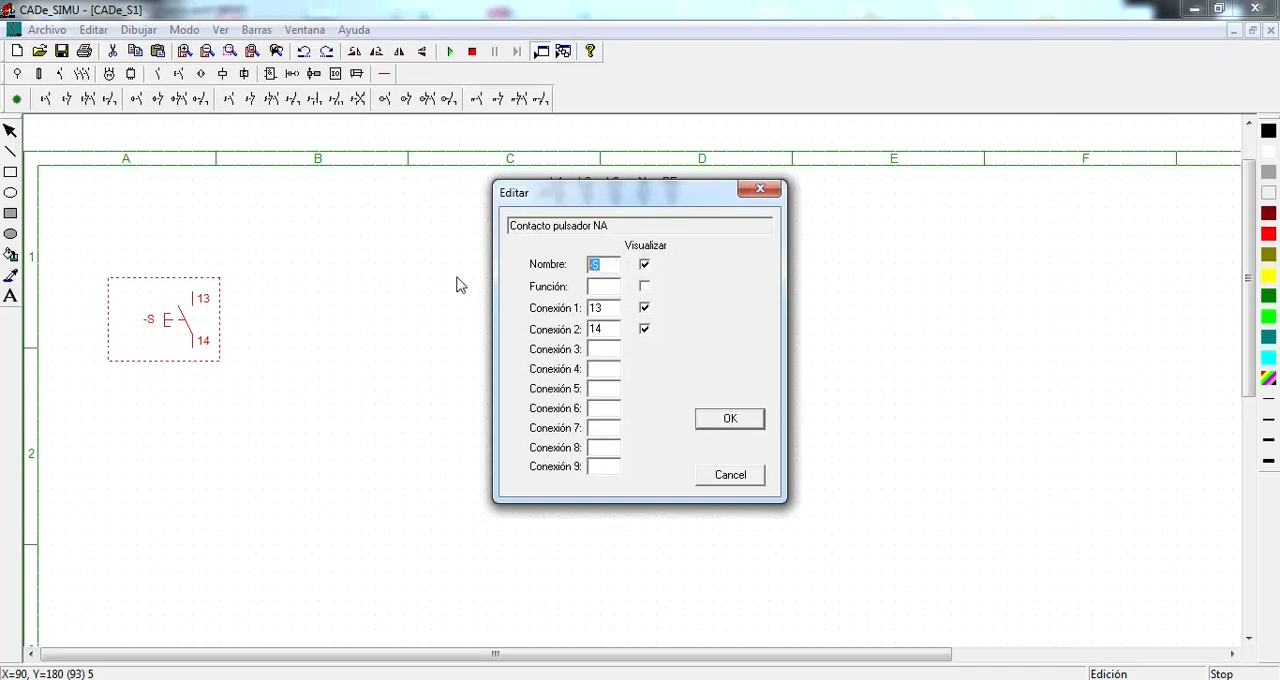 CADe_SIMU - [CADe_S1]
Archivo Editar Dibujar Modo Ver Barras Ventana Ayuda
A B C D E F
1
2
13
-S
14
Editar
Contacto pulsador NA
Visualizar
Nombre: -S
Función:
Conexión 1: 13
Conexión 2: 14
Conexión 3:
Conexión 4:
Conexión 5:
Conexión 6:
Conexión 7:
Conexión 8:
Conexión 9:
OK
Cancel
A
X=90, Y=180 (93) 5
Edición
Stop